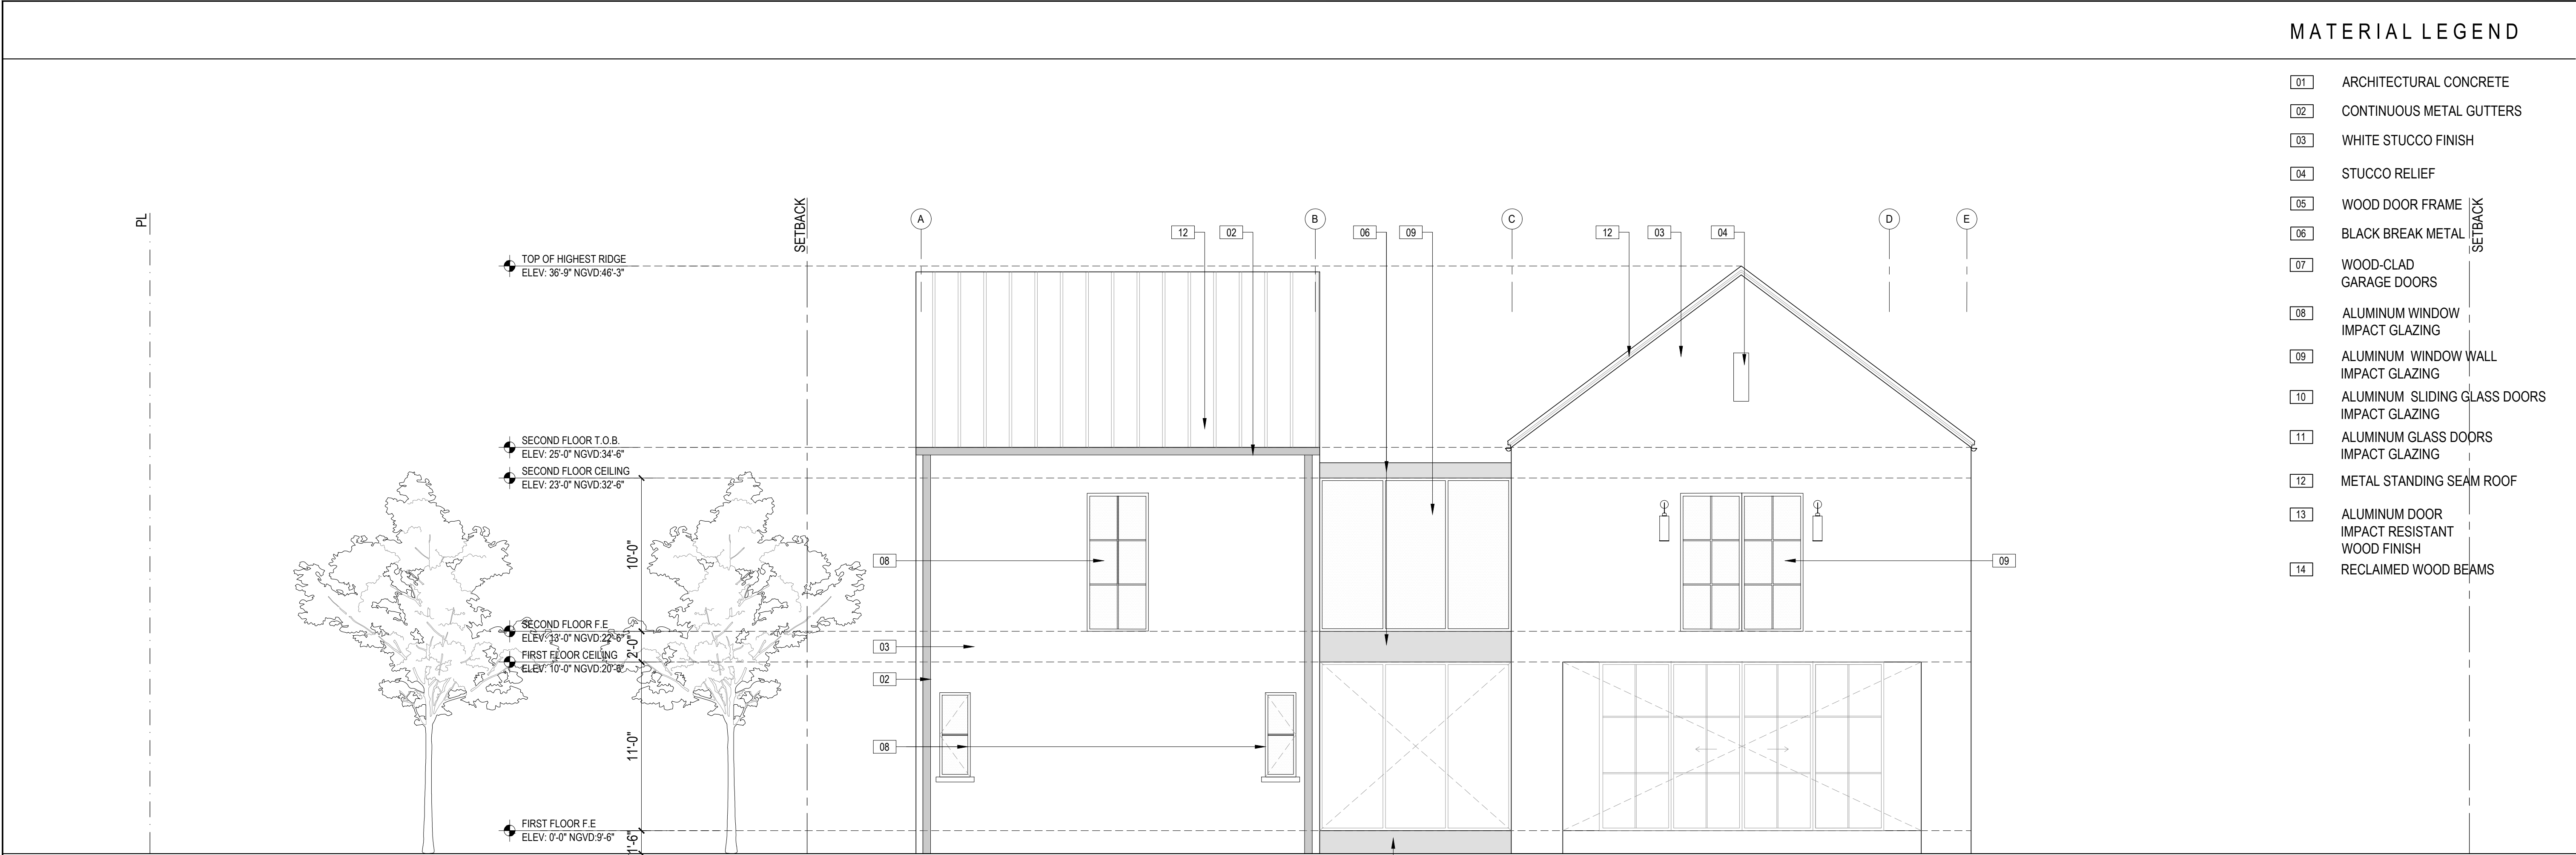 MATERIAL LEGEND
01 ARCHITECTURAL CONCRETE
02 CONTINUOUS METAL GUTTERS
03 WHITE STUCCO FINISH
04 STUCCO RELIEF
05 WOOD DOOR FRAME
06 BLACK BREAK METAL
07 WOOD-CLAD
GARAGE DOORS
08 ALUMINUM WINDOW
IMPACT GLAZING
09 ALUMINUM WINDOW WALL
IMPACT GLAZING
10 ALUMINUM SLIDING GLASS DOORS
IMPACT GLAZING
11 ALUMINUM GLASS DOORS
IMPACT GLAZING
12 METAL STANDING SEAM ROOF
13 ALUMINUM DOOR
IMPACT RESISTANT
WOOD FINISH
14 RECLAIMED WOOD BEAMS
SETBACK
PL
SETBACK
A
B
C
D
E
12
02
06
09
12
03
04
TOP OF HIGHEST RIDGE
ELEV: 36'-9" NGVD:46'-3"
SECOND FLOOR T.O.B.
ELEV: 25'-0" NGVD:34'-6"
SECOND FLOOR CEILING
ELEV: 23'-0" NGVD:32'-6"
10'-0"
08
09
SECOND FLOOR F.E
ELEV: 13'-0" NGVD:22'-6"
2'-0"
03
FIRST FLOOR CEILING
ELEV: 10'-0" NGVD:20'-6"
02
11'-0"
08
FIRST FLOOR F.E
ELEV: 0'-0" NGVD:9'-6"
1'-6"